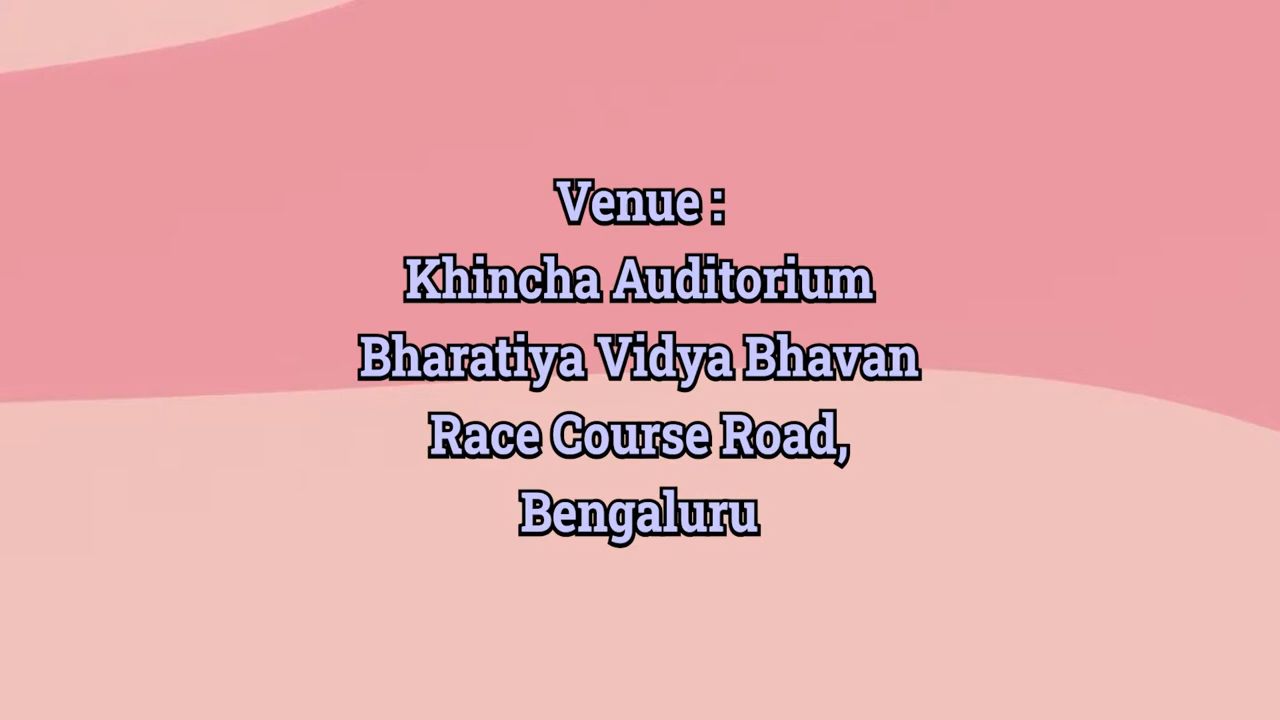 Venue :
Khincha Auditorium
Bharatiya Vidya Bhavan
Race Course Road,
Bengaluru